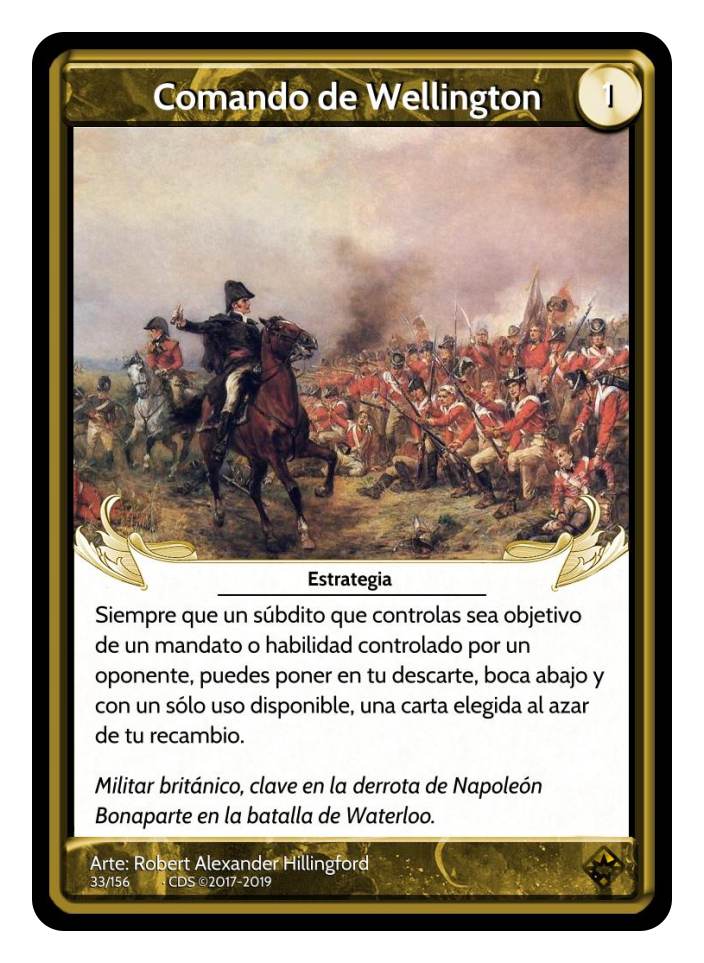 Comando de Wellington
1
Estrategia
Siempre que un súbdito que controlas sea objetivo
de un mandato o habilidad controlado por un
oponente, puedes poner en tu descarte, boca abajo y
con un sólo uso disponible, una carta elegida al azar
de tu recambio.
Militar británico, clave en la derrota de Napoleón
Bonaparte en la batalla de Waterloo.
Arte: Robert Alexander Hillingford
33/156 · CDS ©2017-2019